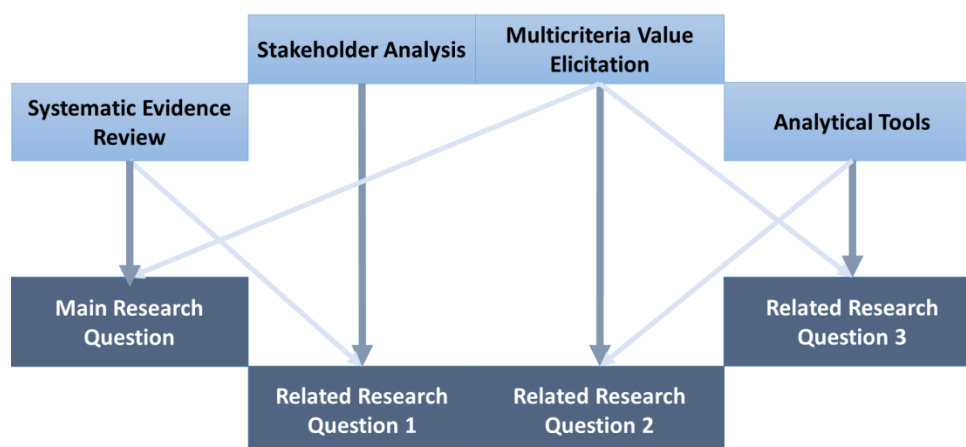 Stakeholder Analysis
Multicriteria Value
Elicitation
Systematic Evidence
Review
Analytical Tools
Main Research
Question
Related Research
Question 3
Related Research
Question 1
Related Research
Question 2